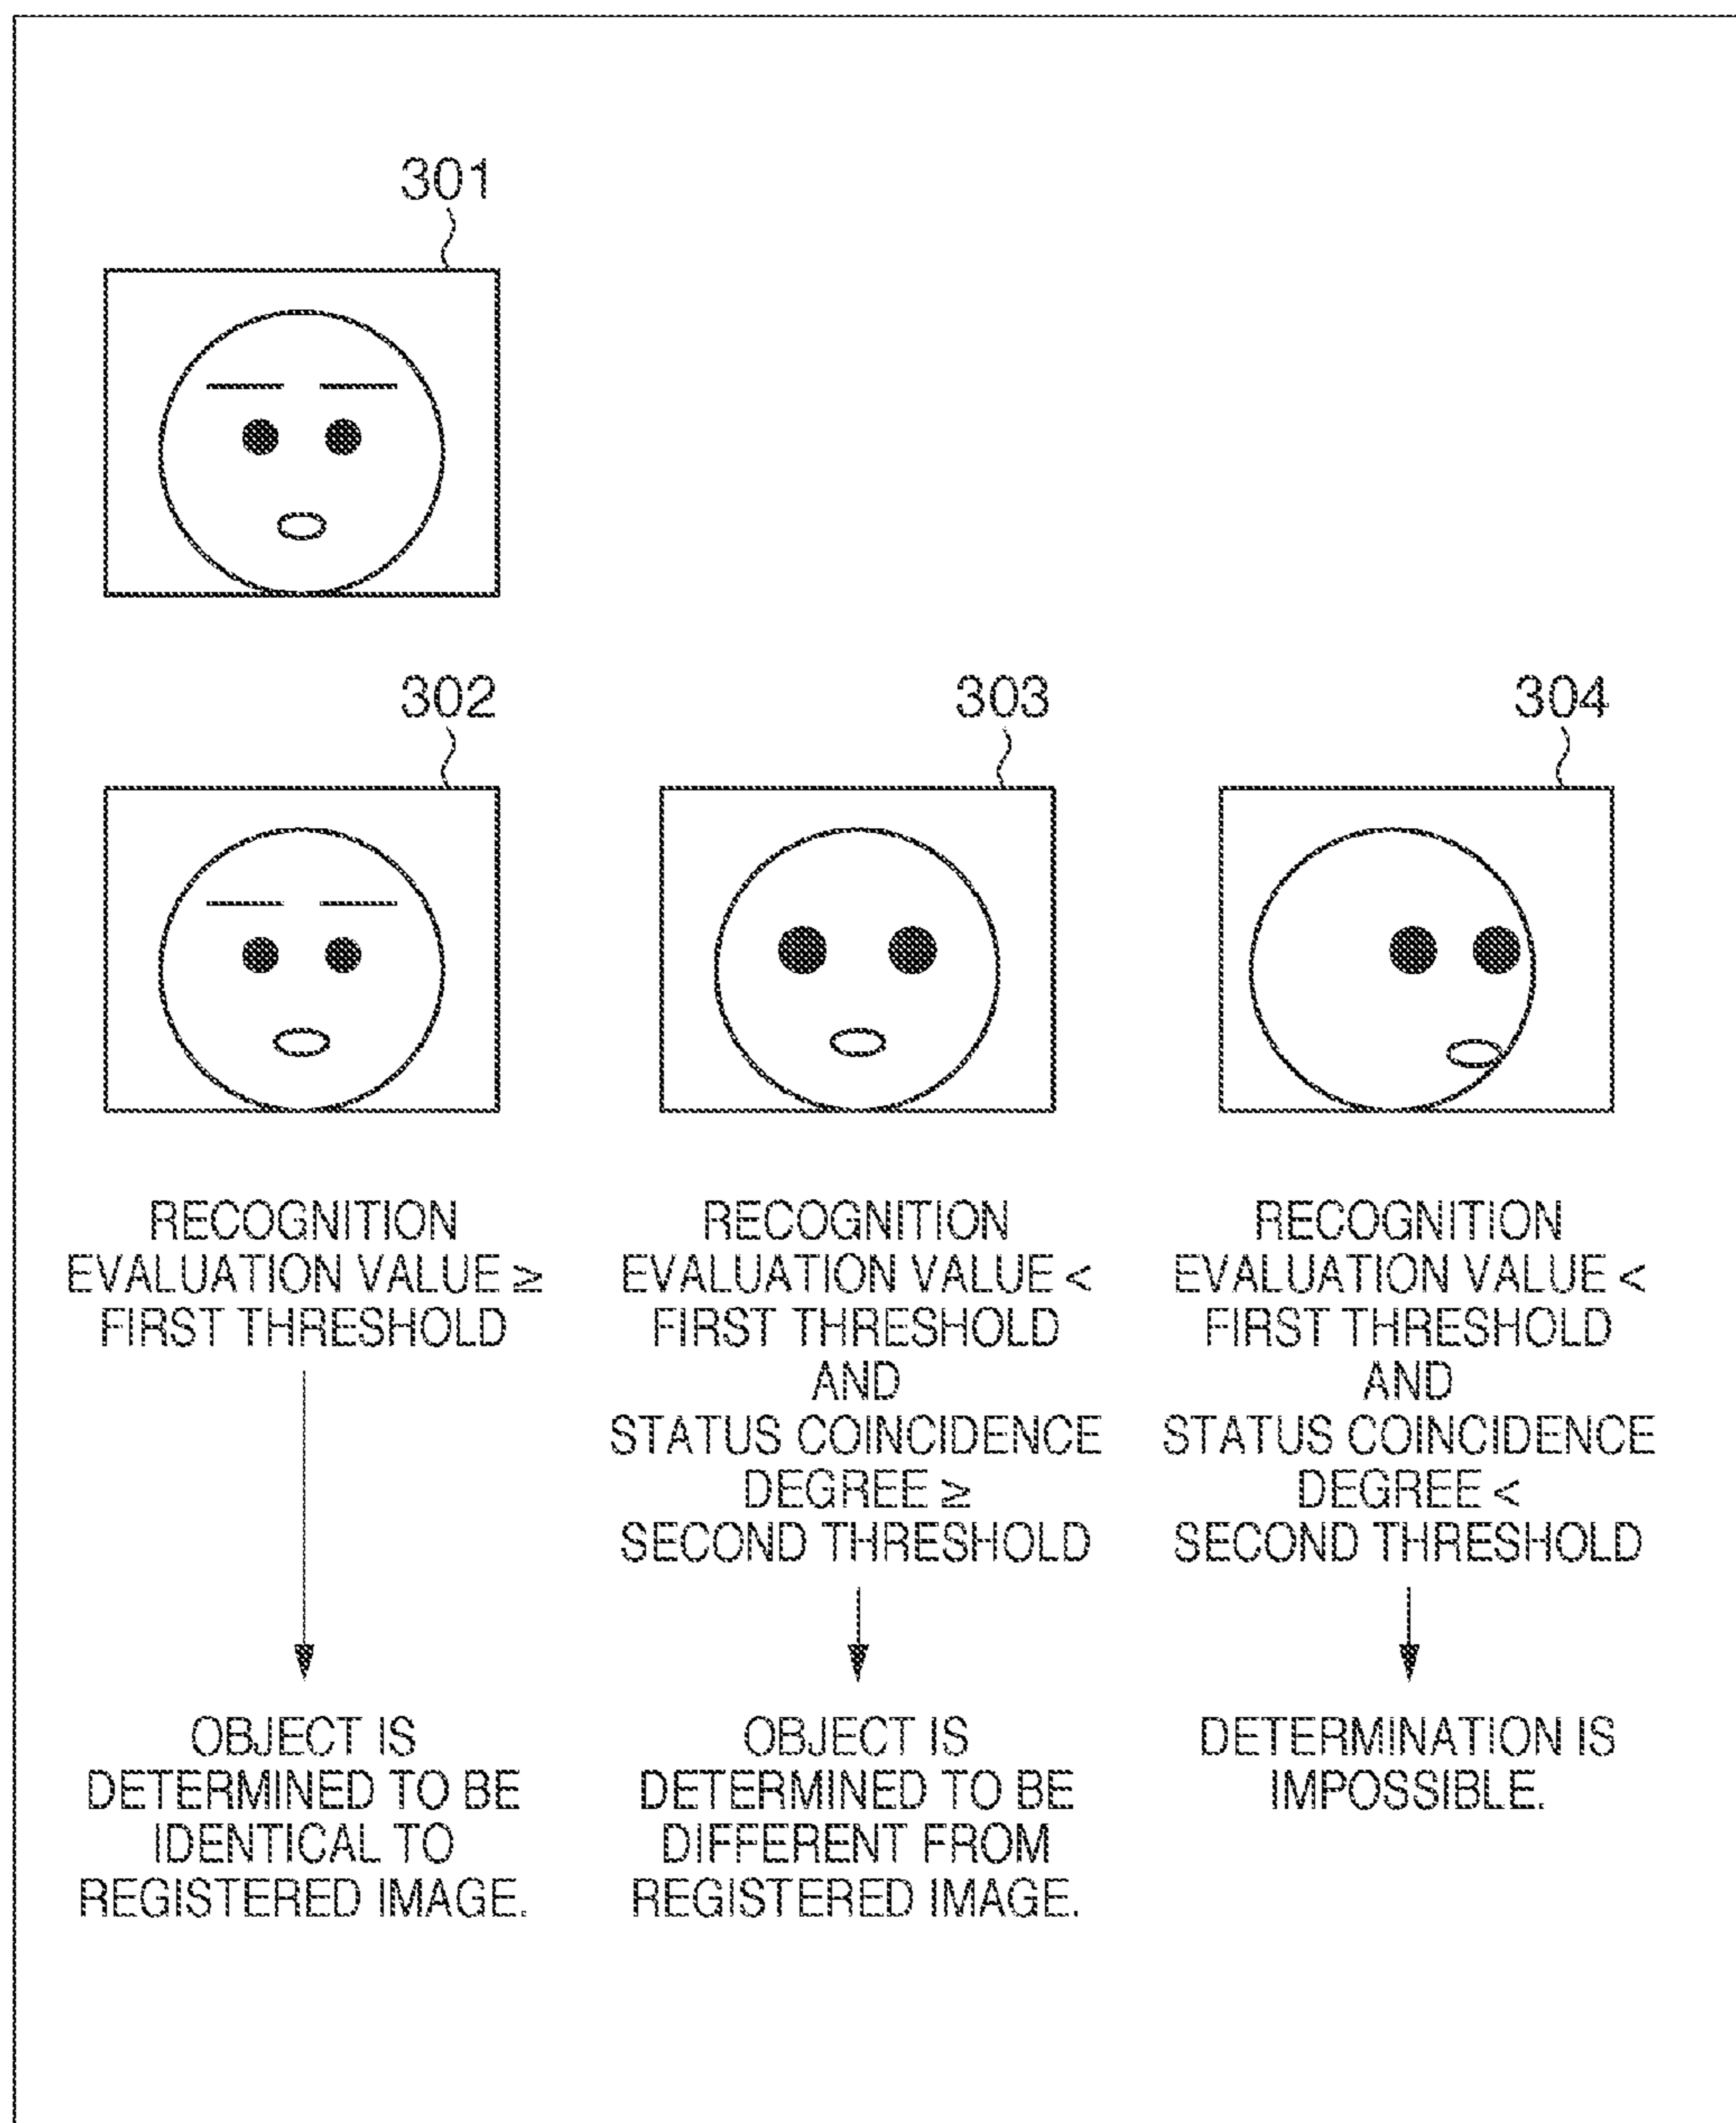 301
302
303
304
RECOGNITION
EVALUATION VALUE ≥
FIRST THRESHOLD
RECOGNITION
EVALUATION VALUE <
FIRST THRESHOLD
AND
STATUS COINCIDENCE
DEGREE ≥
SECOND THRESHOLD
RECOGNITION
EVALUATION VALUE <
FIRST THRESHOLD
AND
STATUS COINCIDENCE
DEGREE <
SECOND THRESHOLD
OBJECT IS
DETERMINED TO BE
IDENTICAL TO
REGISTERED IMAGE.
OBJECT IS
DETERMINED TO BE
DIFFERENT FROM
REGISTERED IMAGE.
DETERMINATION IS
IMPOSSIBLE.